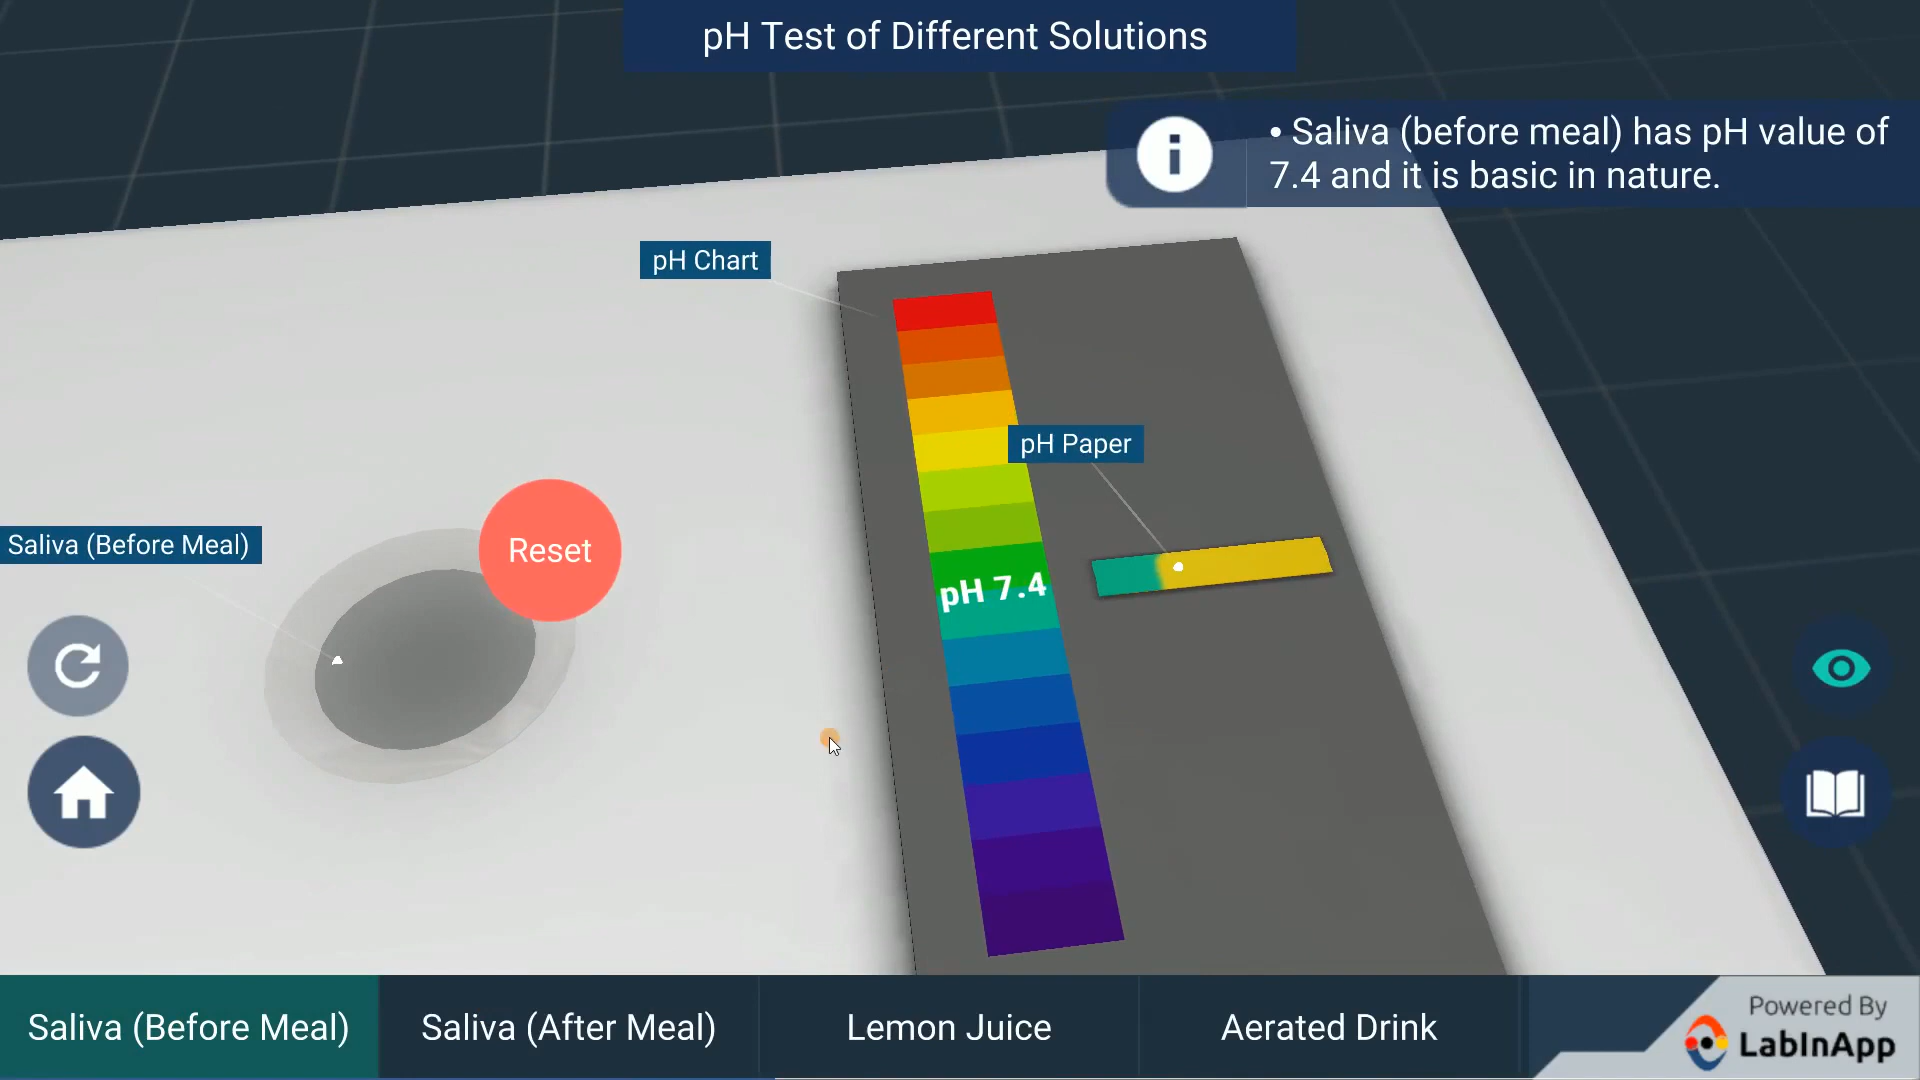 pH Test of Different Solutions
• Saliva (before meal) has pH value of
7.4 and it is basic in nature.
pH Chart
pH Paper
Saliva (Before Meal)
Reset
pH 7.4
Saliva (Before Meal)
Saliva (After Meal)
Lemon Juice
Aerated Drink
Powered By
LabInApp